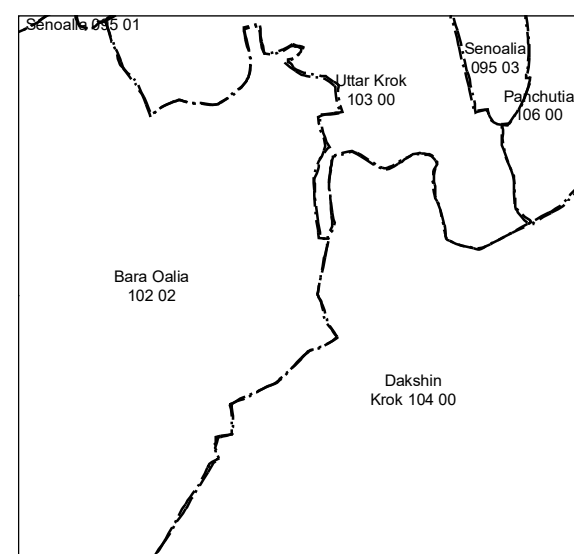 Senoalia 095 01
Senoalia
095 03
Uttar Krok
103 00
Panchutia
106 00
Bara Oalia
102 02
Dakshin
Krok 104 00